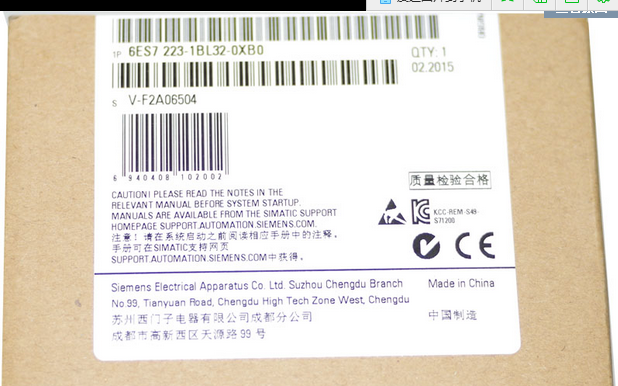 1P 6ES7 223-1BL32-0XB0
QTY: 1
02.2015
S V-F2A06504
6 940408 102002
质量检验合格
CAUTION! PLEASE READ THE NOTES IN THE
RELEVANT MANUAL BEFORE SYSTEM STARTUP.
MANUALS ARE AVAILABLE FROM THE SIMATIC SUPPORT
HOMEPAGE SUPPORT.AUTOMATION.SIEMENS.COM.
注意!请在系统启动之前阅读相应手册中的注释。
手册可在SIMATIC支持网页
SUPPORT.AUTOMATION.SIEMENS.COM中获得。
KCC-REM-S49-
S71200
CE
Siemens Electrical Apparatus Co. Ltd. Suzhou Chengdu Branch
No.99, Tianyuan Road, Chengdu High Tech Zone West, Chengdu
苏州西门子电器有限公司成都分公司
成都市高新西区天源路99号
Made in China
中国制造